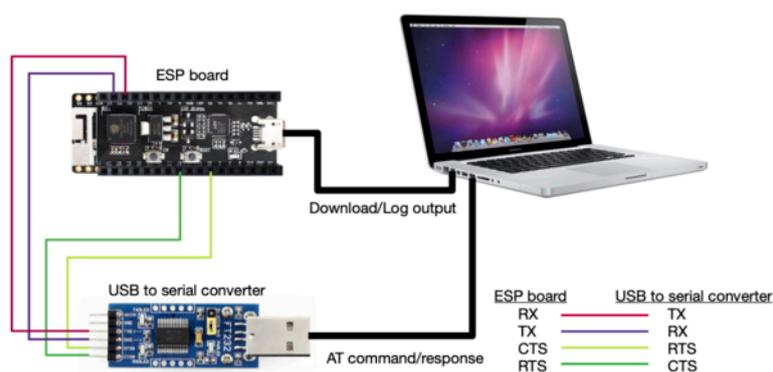 ESP board
Download/Log output
USB to serial converter
FT232
AT command/response
ESP board USB to serial converter
RX TX
TX RX
CTS RTS
RTS CTS